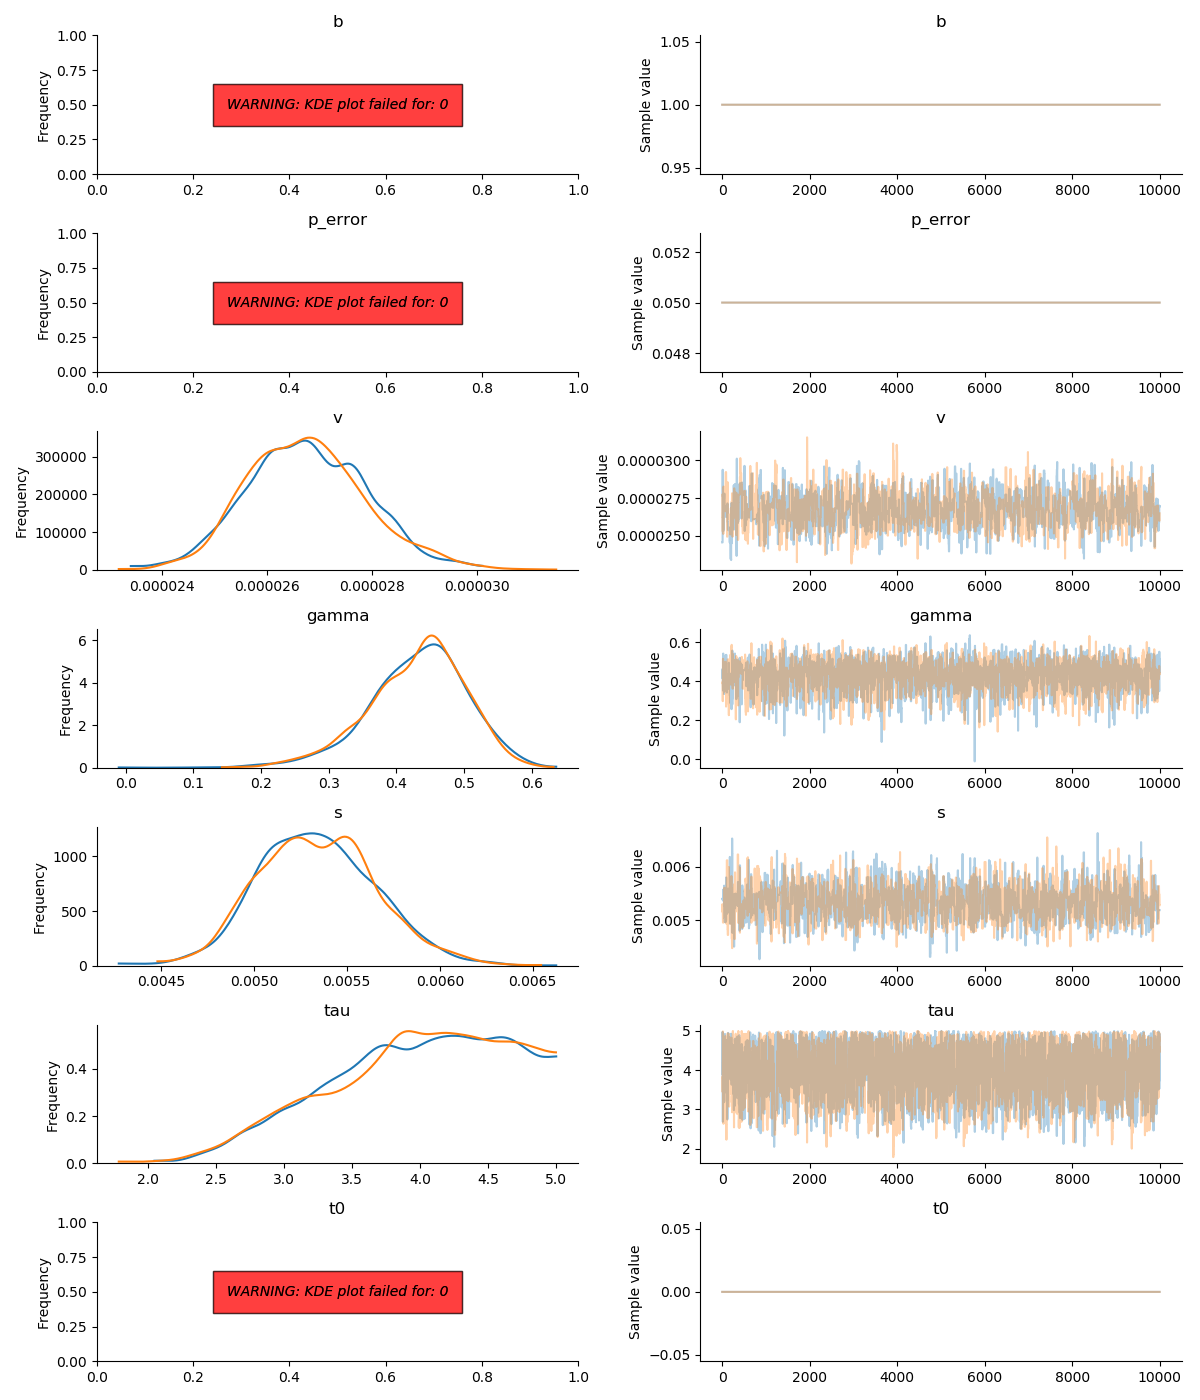 b
Frequency
1.00
0.75
0.50
0.25
0.00
WARNING: KDE plot failed for: 0
0.0 0.2 0.4 0.6 0.8 1.0
b
Sample value
1.05
1.00
0.95
0 2000 4000 6000 8000 10000
p_error
Frequency
1.00
0.75
0.50
0.25
0.00
WARNING: KDE plot failed for: 0
0.0 0.2 0.4 0.6 0.8 1.0
p_error
Sample value
0.052
0.050
0.048
0 2000 4000 6000 8000 10000
v
Frequency
300000
200000
100000
0
0.000024 0.000026 0.000028 0.000030
v
Sample value
0.0000300
0.0000275
0.0000250
0 2000 4000 6000 8000 10000
gamma
Frequency
6
4
2
0
0.0 0.1 0.2 0.3 0.4 0.5 0.6
gamma
Sample value
0.6
0.4
0.2
0.0
0 2000 4000 6000 8000 10000
s
Frequency
1000
500
0
0.0045 0.0050 0.0055 0.0060 0.0065
s
Sample value
0.006
0.005
0 2000 4000 6000 8000 10000
tau
Frequency
0.4
0.2
0.0
2.0 2.5 3.0 3.5 4.0 4.5 5.0
tau
Sample value
5
4
3
2
0 2000 4000 6000 8000 10000
t0
Frequency
1.00
0.75
0.50
0.25
0.00
WARNING: KDE plot failed for: 0
0.0 0.2 0.4 0.6 0.8 1.0
t0
Sample value
0.05
0.00
−0.05
0 2000 4000 6000 8000 10000